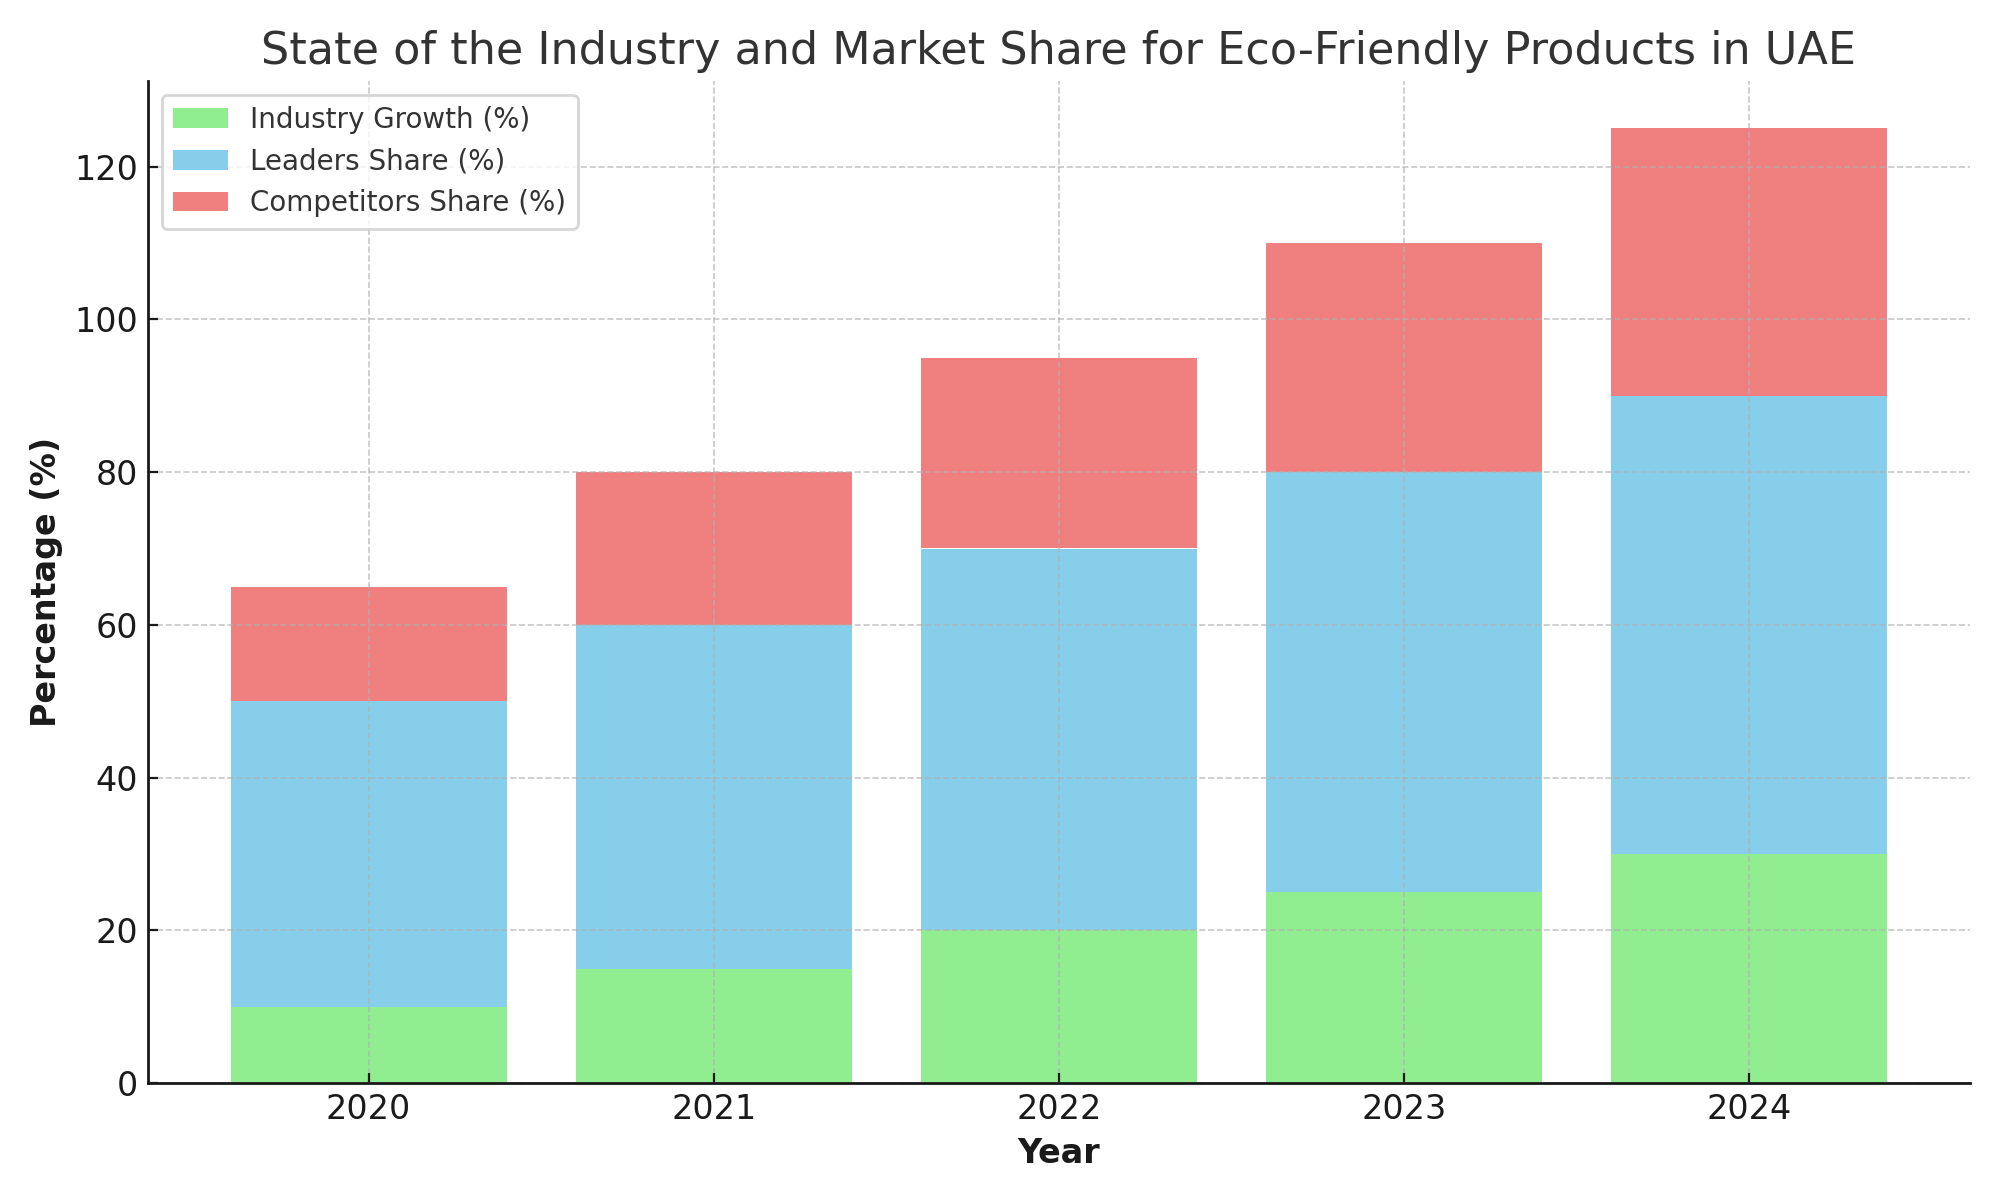 State of the Industry and Market Share for Eco-Friendly Products in UAE
Industry Growth (%)
Leaders Share (%)
Competitors Share (%)
120
100
80
60
40
20
0
Percentage (%)
2020 2021 2022 2023 2024
Year